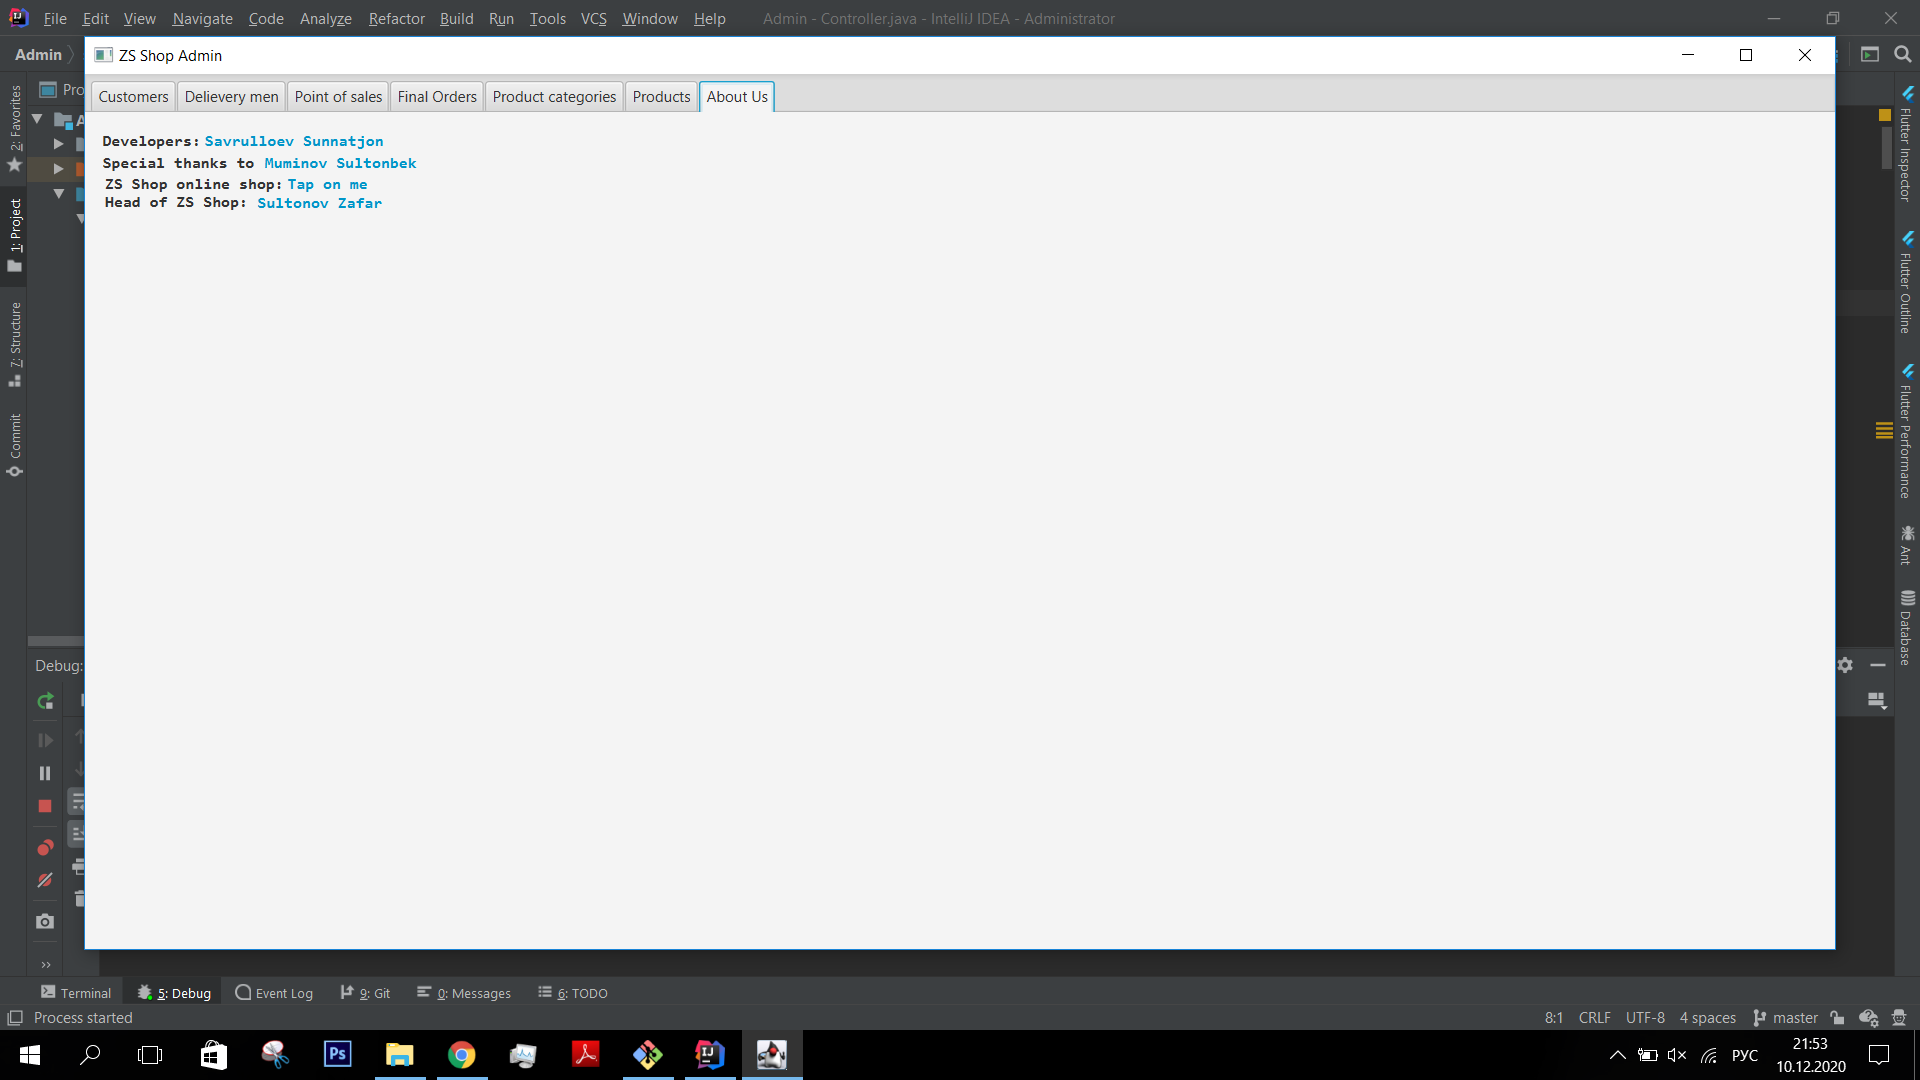 File Edit View Navigate Code Analyze Refactor Build Run Tools VCS Window Help Admin - Controller.java - IntelliJ IDEA - Administrator
Admin
ZS Shop Admin
Customers Delievery men Point of sales Final Orders Product categories Products About Us
Developers: Savrulloev Sunnatjon
Special thanks to Muminov Sultonbek
ZS Shop online shop: Tap on me
Head of ZS Shop: Sultonov Zafar
2: Favorites
1: Project
7: Structure
Commit
Flutter Inspector
Flutter Outline
Flutter Performance
Ant
Database
Debug:
Terminal 5: Debug Event Log 9: Git 0: Messages 6: TODO
Process started 8:1 CRLF UTF-8 4 spaces master
Ps IJ РУС 21:53
10.12.2020